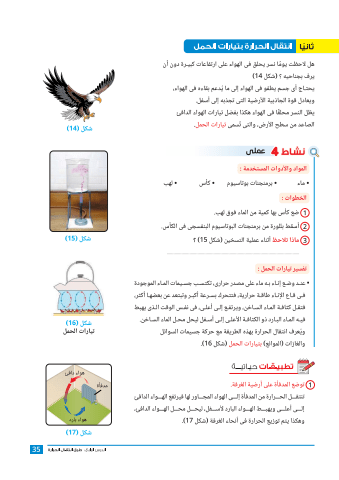 ثانيًا انتقال الحرارة بتيارات الحمل
هل لاحظت يومًا نسر يحلق في الهواء على ارتفاعات كبيرة دون أن
يرف بجناحيه ؟ (شكل 14)
يحتاج أي جسم يطفو في الهواء إلى ما يُدعم بقاءه في الهواء،
ويعادل قوة الجاذبية الأرضية التي تجذبه إلى أسفل.
يظل النسر محلقًا في الهواء هكذا بفضل تيارات الهواء الدافئ
الصاعد من سطح الأرض، والتي تُسمى تيارات الحمل.
شكل (14)
نشاط 4 عملي
المواد والأدوات المستخدمة :
• ماء • برمنجنات بوتاسيوم • كأس • لهب
الخطوات :
1 ضع كأس بها كمية من الماء فوق لهب.
2 أسقط بلورة من برمنجنات البوتاسيوم البنفسجي في الكأس.
3 ماذا تلاحظ أثناء عملية التسخين (شكل 15) ؟
شكل (15)
تفسير تيارات الحمل :
• عند وضع إناء به ماء على مصدر حراري، تكتسب جسيمات الماء الموجودة
في قاع الإناء طاقة حرارية، فتتحرك بسرعة أكبر وتبتعد عن بعضها أكثر،
فتقل كثافة الماء الساخن، ويرتفع إلى أعلى، في نفس الوقت الذي يهبط
فيه الماء البارد ذو الكثافة الأعلى إلى أسفل ليحل محل الماء الساخن.
ويُعرف انتقال الحرارة بهذه الطريقة مع حركة جسيمات السوائل
والغازات (الموائع) بتيارات الحمل (شكل 16).
شكل (16)
تيارات الحمل
تطبيقات حياتية
1 توضع المدفأة على أرضية الغرفة.
تنتقل الحرارة من المدفأة إلى الهواء المجاور لها فيرتفع الهواء الدافئ
إلى أعلى ويهبط الهواء البارد لأسفل، ليحل محل الهواء الدافئ،
وهكذا يتم توزيع الحرارة في أنحاء الغرفة (شكل 17).
هواء دافئ
مدفأة
هواء بارد
شكل (17)
طرق انتقال الحرارة
35